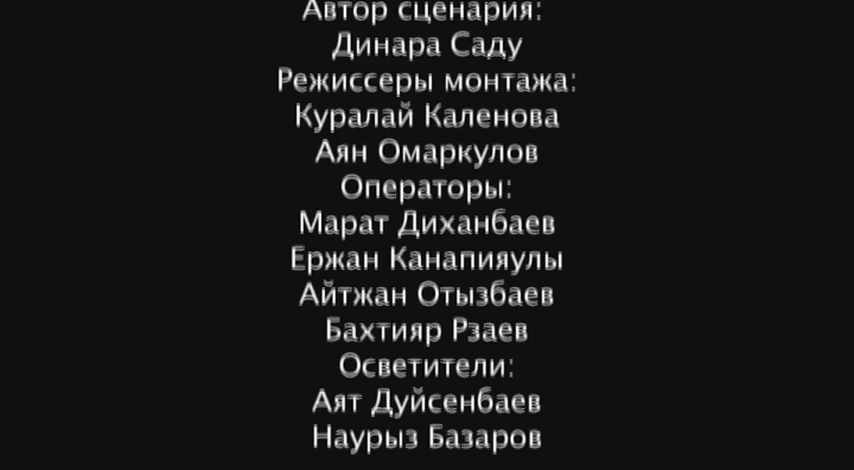 Автор сценария:
Динара Саду
Режиссеры монтажа:
Куралай Каленова
Аян Омаркулов
Операторы:
Марат Диханбаев
Ержан Канапияулы
Айтжан Отызбаев
Бахтияр Рзаев
Осветители:
Аят Дуйсенбаев
Наурыз Базаров